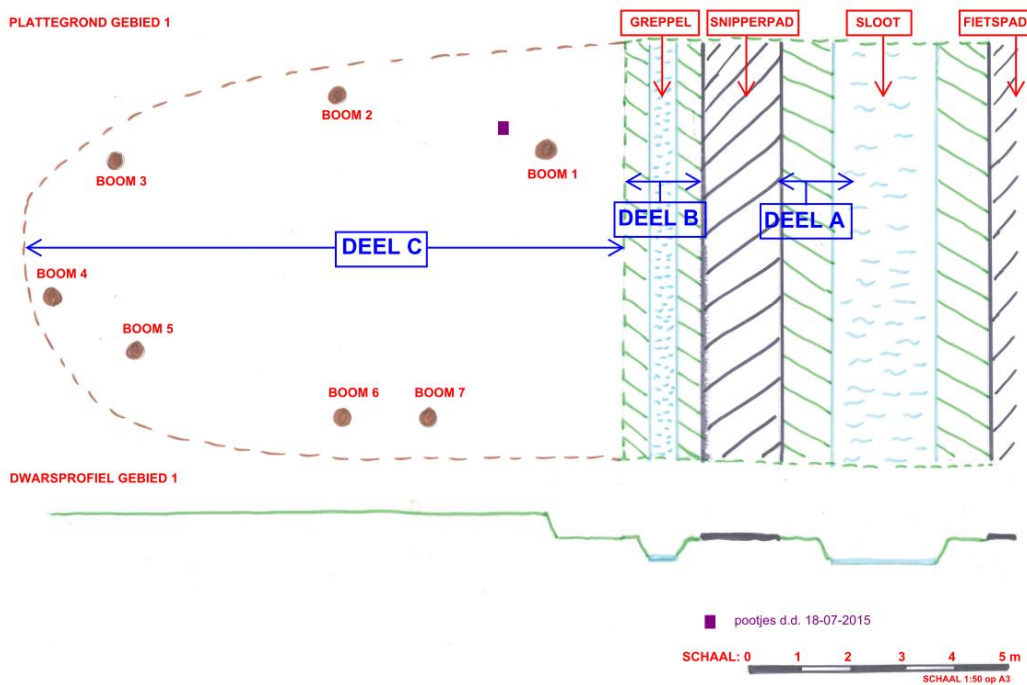 PLATTEGROND GEBIED 1
GREPPEL
SNIPPERPAD
SLOOT
FIETSPAD
BOOM 2
BOOM 1
BOOM 3
DEEL B
DEEL A
DEEL C
BOOM 4
BOOM 5
BOOM 6
BOOM 7
DWARSPROFIEL GEBIED 1
pootjes d.d. 18-07-2015
SCHAAL: 0 1 2 3 4 5 m
SCHAAL 1:50 op A3